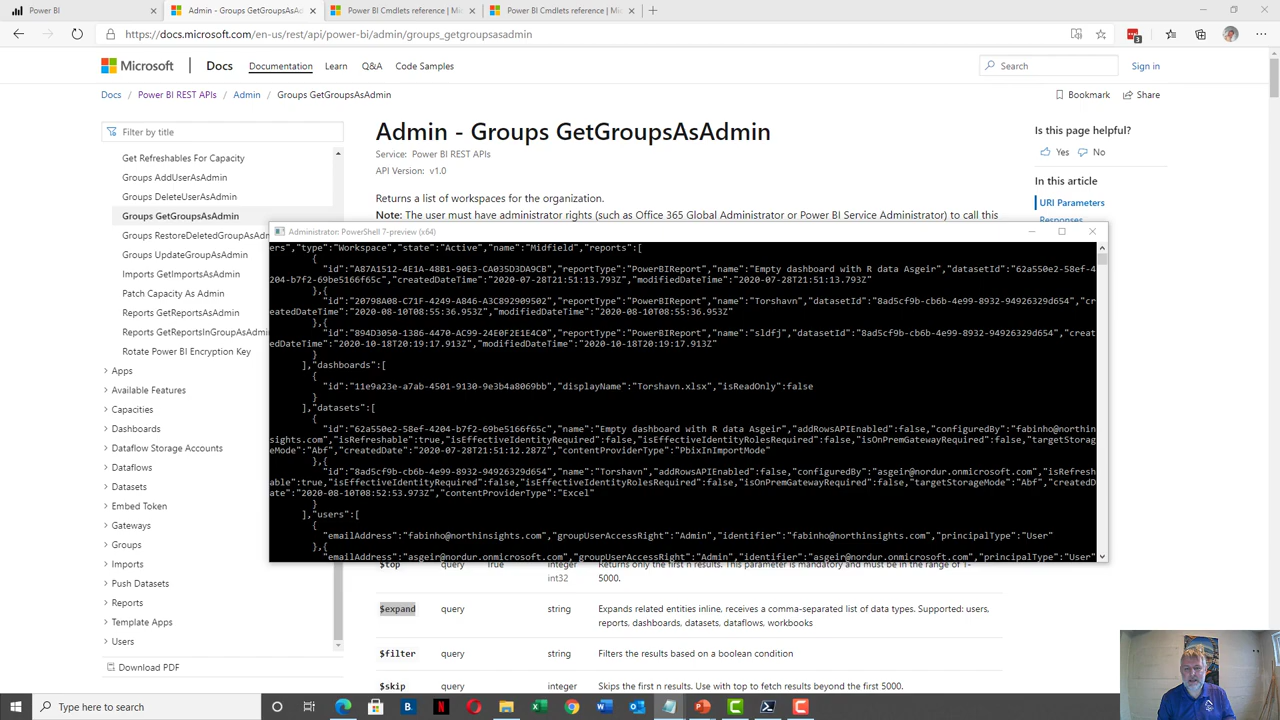 Power BI
Admin - Groups GetGroupsAsAd
Power BI Cmdlets reference | Mi
Power BI Cmdlets reference | Mi
https://docs.microsoft.com/en-us/rest/api/power-bi/admin/groups_getgroupsasadmin
3
Microsoft
Docs
Documentation
Learn
Q&A
Code Samples
Search
Sign in
Docs / Power BI REST APIs / Admin / Groups GetGroupsAsAdmin
Bookmark
Share
Filter by title
Get Refreshables For Capacity
Groups AddUserAsAdmin
Groups DeleteUserAsAdmin
Groups GetGroupsAsAdmin
Groups RestoreDeletedGroupAsAdm
Groups UpdateGroupAsAdmin
Imports GetImportsAsAdmin
Patch Capacity As Admin
Reports GetReportsAsAdmin
Reports GetReportsInGroupAsAdmin
Rotate Power BI Encryption Key
Apps
Available Features
Capacities
Dashboards
Dataflow Storage Accounts
Dataflows
Datasets
Embed Token
Gateways
Groups
Imports
Push Datasets
Reports
Template Apps
Users
Download PDF
Admin - Groups GetGroupsAsAdmin
Service: Power BI REST APIs
API Version: v1.0
Returns a list of workspaces for the organization.
Note: The user must have administrator rights (such as Office 365 Global Administrator or Power BI Service Administrator) to call this
Is this page helpful?
Yes
No
In this article
URI Parameters
Responses
Administrator: PowerShell 7-preview (x64)
ers","type":"Workspace","state":"Active","name":"Midfield","reports":[
{
"id":"A87A1512-4E1A-48B1-90E3-CA035D3DA9CB","reportType":"PowerBIReport","name":"Empty dashboard with R data Asgeir","datasetId":"62a550e2-58ef-4
204-b7f2-69be5166f65c","createdDateTime":"2020-07-28T21:51:13.793Z","modifiedDateTime":"2020-07-28T21:51:13.793Z"
},{
"id":"20798A08-C71F-4249-A846-A3C892909502","reportType":"PowerBIReport","name":"Torshavn","datasetId":"8ad5cf9b-cb6b-4e99-8932-94926329d654","cr
eatedDateTime":"2020-08-10T08:55:36.953Z","modifiedDateTime":"2020-08-10T08:55:36.953Z"
},{
"id":"894D3050-1386-4470-AC99-24E0F2E1E4C0","reportType":"PowerBIReport","name":"sldfj","datasetId":"8ad5cf9b-cb6b-4e99-8932-94926329d654","creat
edDateTime":"2020-10-18T20:19:17.913Z","modifiedDateTime":"2020-10-18T20:19:17.913Z"
}
],"dashboards":[
{
"id":"11e9a23e-a7ab-4501-9130-9e3b4a8069bb","displayName":"Torshavn.xlsx","isReadOnly":false
}
],"datasets":[
{
"id":"62a550e2-58ef-4204-b7f2-69be5166f65c","name":"Empty dashboard with R data Asgeir","addRowsAPIEnabled":false,"configuredBy":"fabinho@northin
sights.com","isRefreshable":true,"isEffectiveIdentityRequired":false,"isEffectiveIdentityRolesRequired":false,"isOnPremGatewayRequired":false,"targetStorag
eMode":"Abf","createdDate":"2020-07-28T21:51:12.287Z","contentProviderType":"PbixInImportMode"
},{
"id":"8ad5cf9b-cb6b-4e99-8932-94926329d654","name":"Torshavn","addRowsAPIEnabled":false,"configuredBy":"asgeir@nordur.onmicrosoft.com","isRefresh
able":true,"isEffectiveIdentityRequired":false,"isEffectiveIdentityRolesRequired":false,"isOnPremGatewayRequired":false,"targetStorageMode":"Abf","createdD
ate":"2020-08-10T08:52:53.973Z","contentProviderType":"Excel"
}
],"users":[
{
"emailAddress":"fabinho@northinsights.com","groupUserAccessRight":"Admin","identifier":"fabinho@northinsights.com","principalType":"User"
},{
"emailAddress":"asgeir@nordur.onmicrosoft.com","groupUserAccessRight":"Admin","identifier":"asgeir@nordur.onmicrosoft.com","principalType":"User"
$top query True integer Returns only the first n results. This parameter is mandatory and must be in the range of 1-
int32 5000.
$expand query string Expands related entities inline, receives a comma-separated list of data types. Supported: users,
reports, dashboards, datasets, dataflows, workbooks
$filter query string Filters the results based on a boolean condition
$skip query integer Skips the first n results. Use with top to fetch results beyond the first 5000.
Type here to search